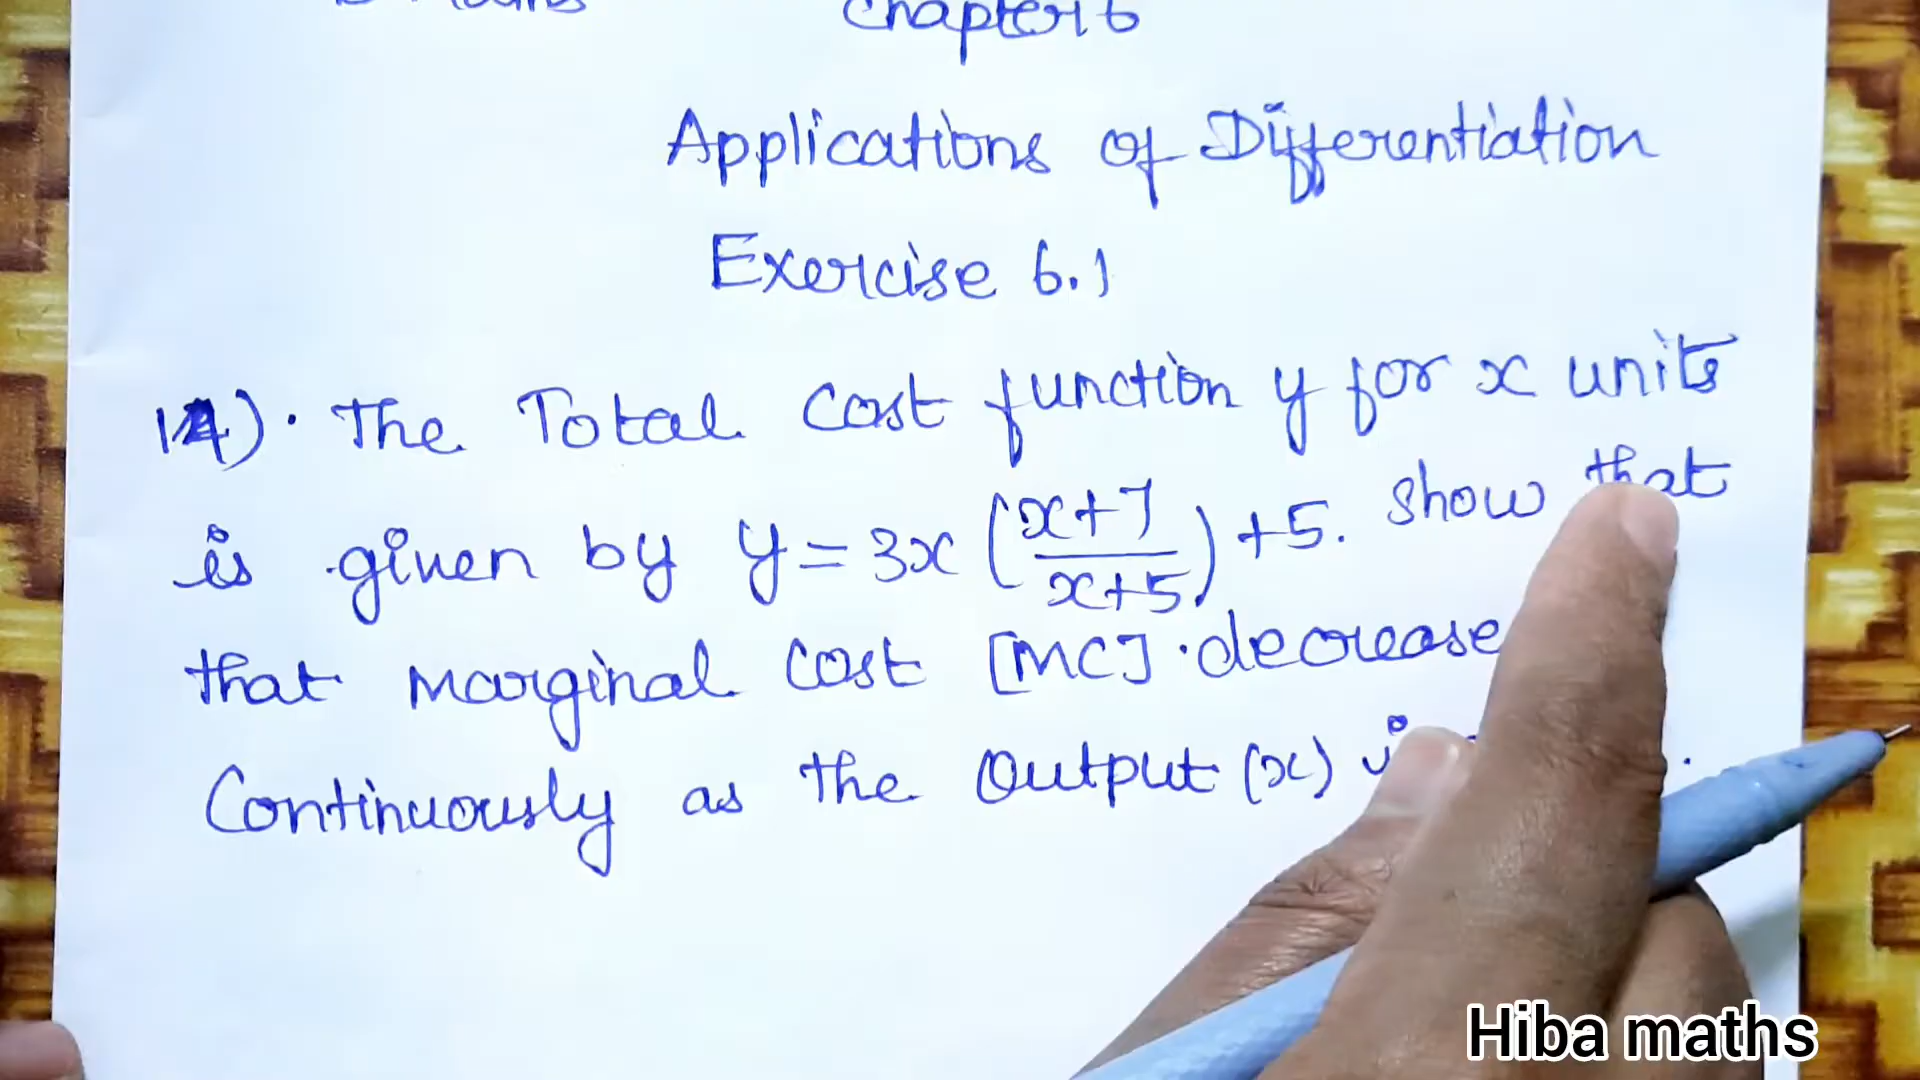 Chapter 6
Applications of Differentiation
Exercise 6.1
14). The Total cost function y for x units
is given by y = 3x (x+7/x+5) +5. show that
that marginal cost [MC] decrease
Continuously as the output (x)
Hiba maths